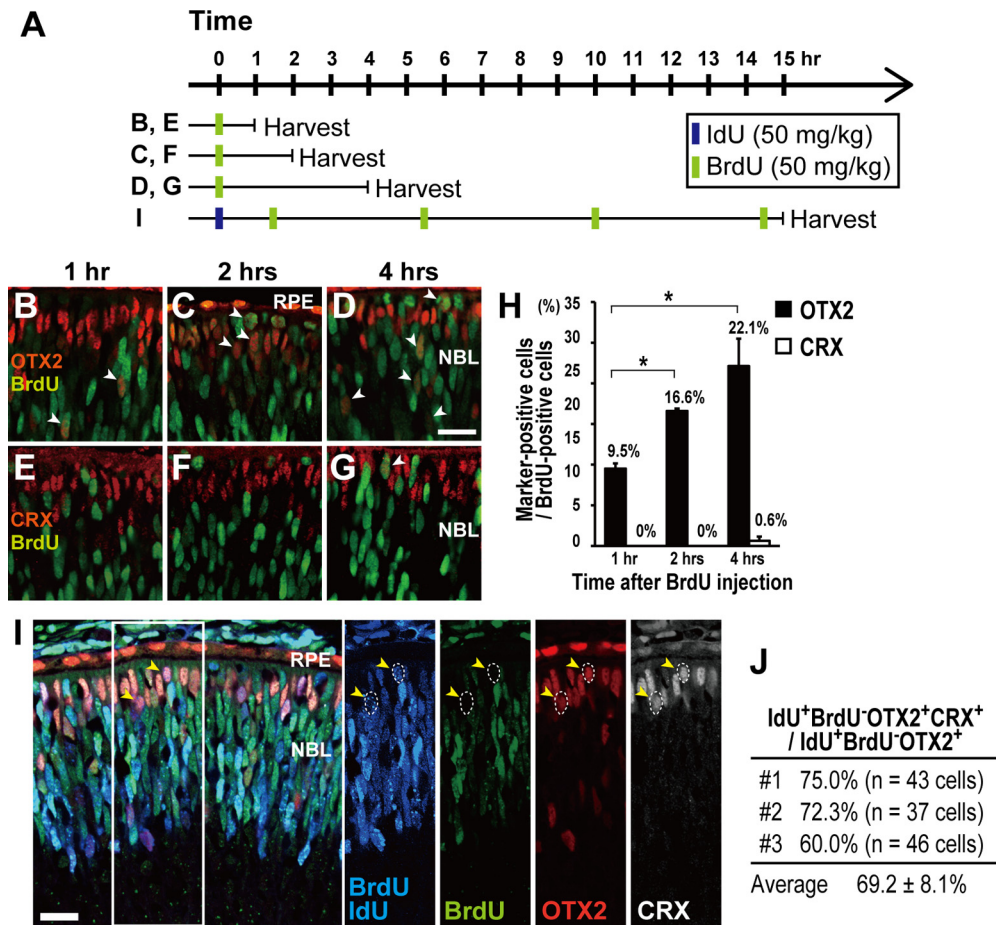 A
Time
0 1 2 3 4 5 6 7 8 9 10 11 12 13 14 15 hr
B, E
Harvest
C, F
Harvest
D, G
Harvest
I
Harvest
IdU (50 mg/kg)
BrdU (50 mg/kg)
1 hr
2 hrs
4 hrs
B
OTX2
BrdU
C
RPE
D
NBL
E
CRX
BrdU
F
G
NBL
H
(%)
35
30
25
20
15
10
5
0
Marker-positive cells
/ BrdU-positive cells
*
*
9.5%
0%
16.6%
0%
22.1%
0.6%
OTX2
CRX
1 hr
2 hrs
4 hrs
Time after BrdU injection
I
RPE
NBL
BrdU
IdU
BrdU
OTX2
CRX
J
IdU⁺BrdU⁻OTX2⁺CRX⁺
/ IdU⁺BrdU⁻OTX2⁺
#1 75.0% (n = 43 cells)
#2 72.3% (n = 37 cells)
#3 60.0% (n = 46 cells)
Average 69.2 ± 8.1%